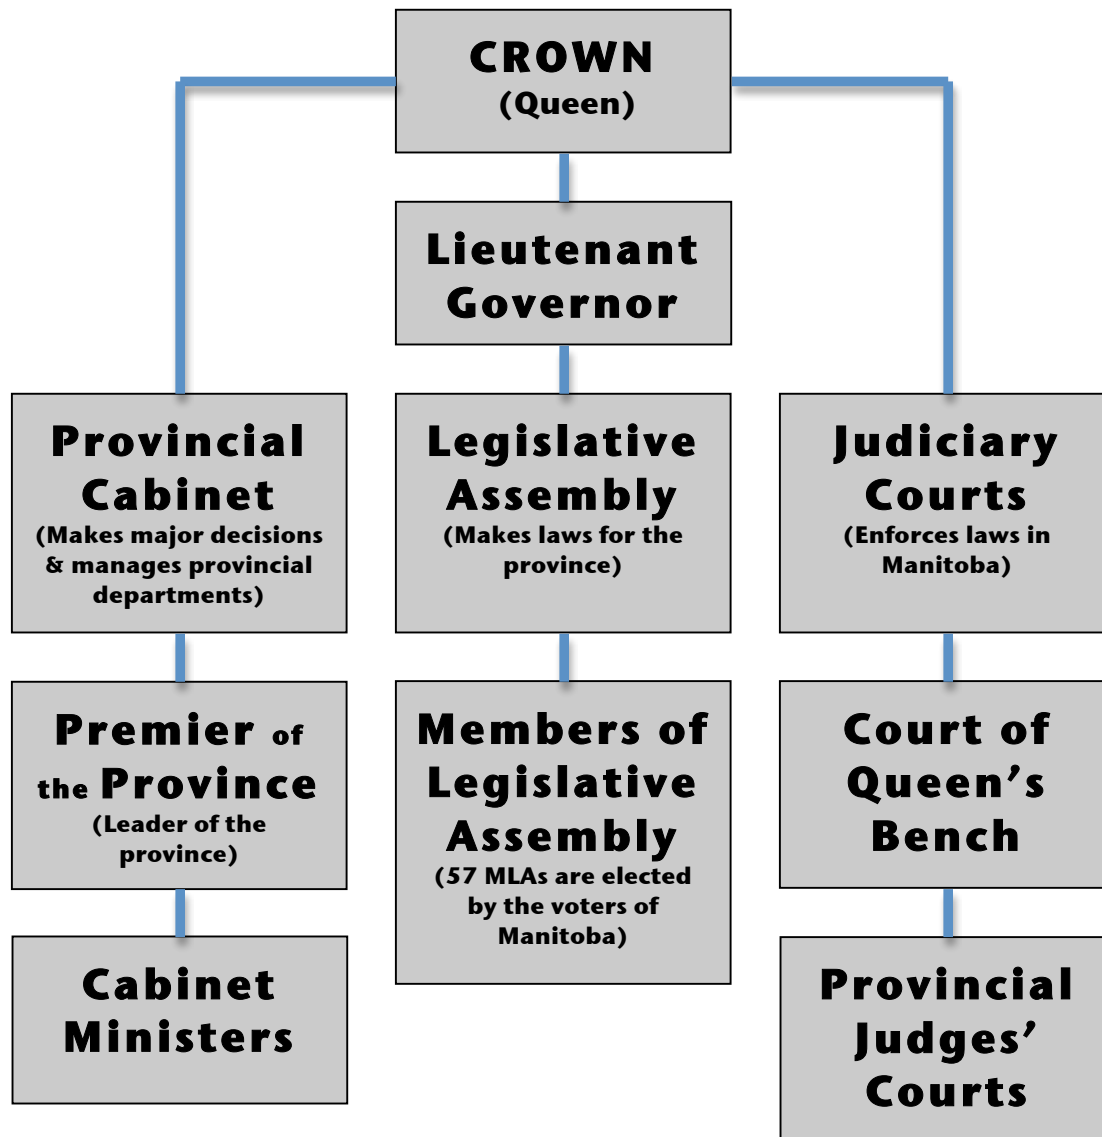 CROWN
(Queen)
Lieutenant
Governor
Provincial
Cabinet
(Makes major decisions
& manages provincial
departments)
Legislative
Assembly
(Makes laws for the
province)
Judiciary
Courts
(Enforces laws in
Manitoba)
Premier of
the Province
(Leader of the
province)
Members of
Legislative
Assembly
(57 MLAs are elected
by the voters of
Manitoba)
Court of
Queen’s
Bench
Cabinet
Ministers
Provincial
Judges’
Courts